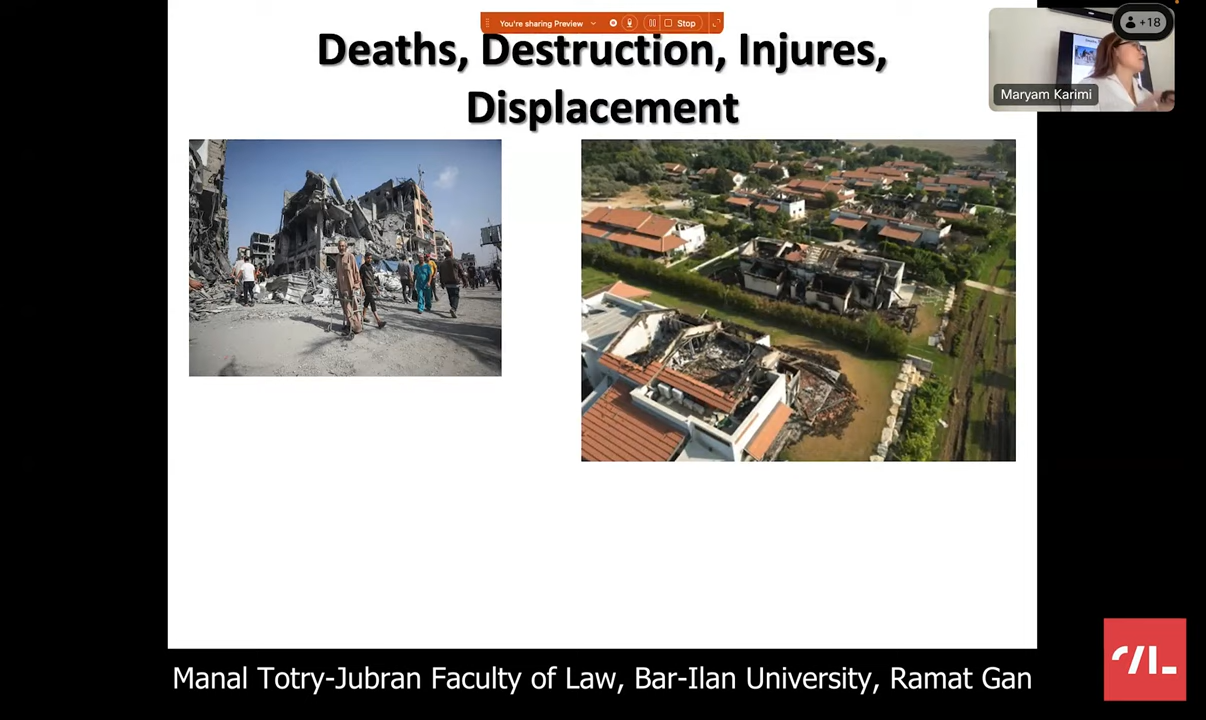 You're sharing Preview
Stop
+18
Deaths, Destruction, Injures,
Displacement
Maryam Karimi
Manal Totry-Jubran Faculty of Law, Bar-Ilan University, Ramat Gan